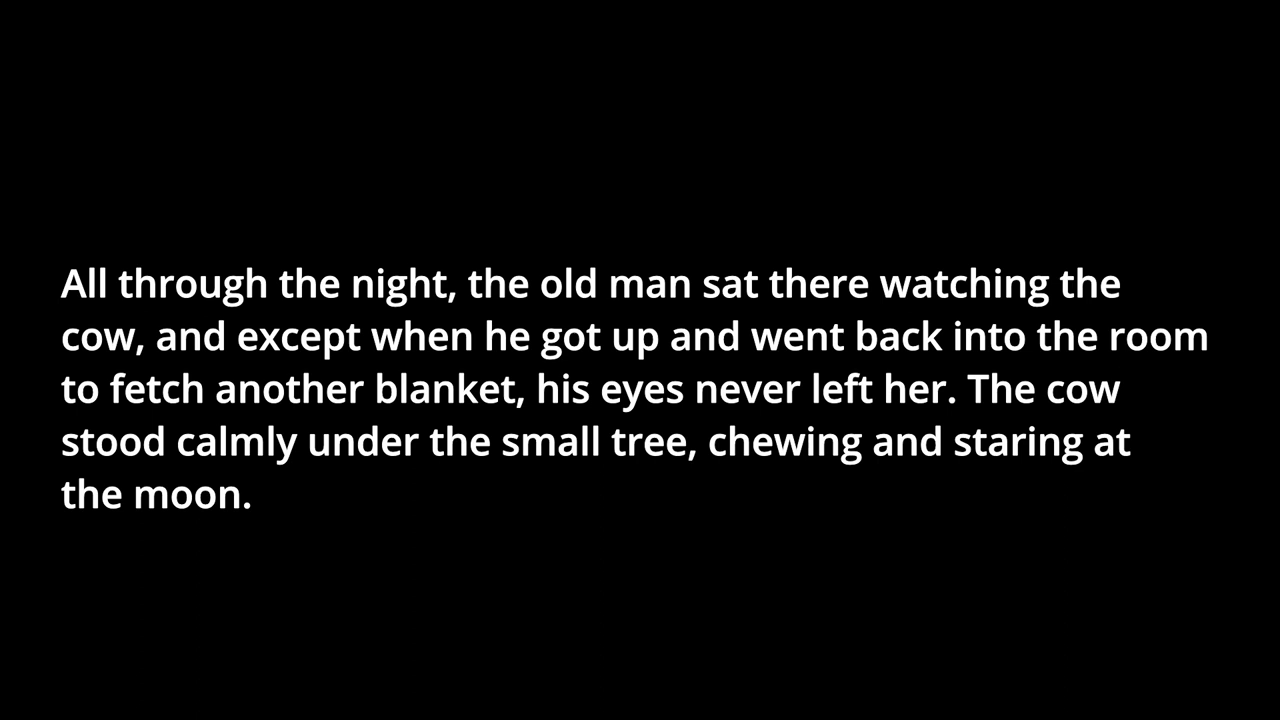 All through the night, the old man sat there watching the
cow, and except when he got up and went back into the room
to fetch another blanket, his eyes never left her. The cow
stood calmly under the small tree, chewing and staring at
the moon.